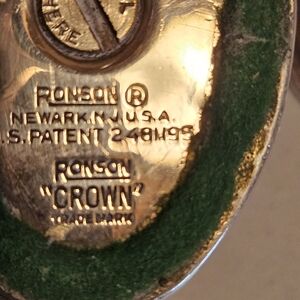 RONSON ®
NEWARK.N.J.U.S.A.
.S. PATENT
RONSON
"CROWN"
TRADE MARK